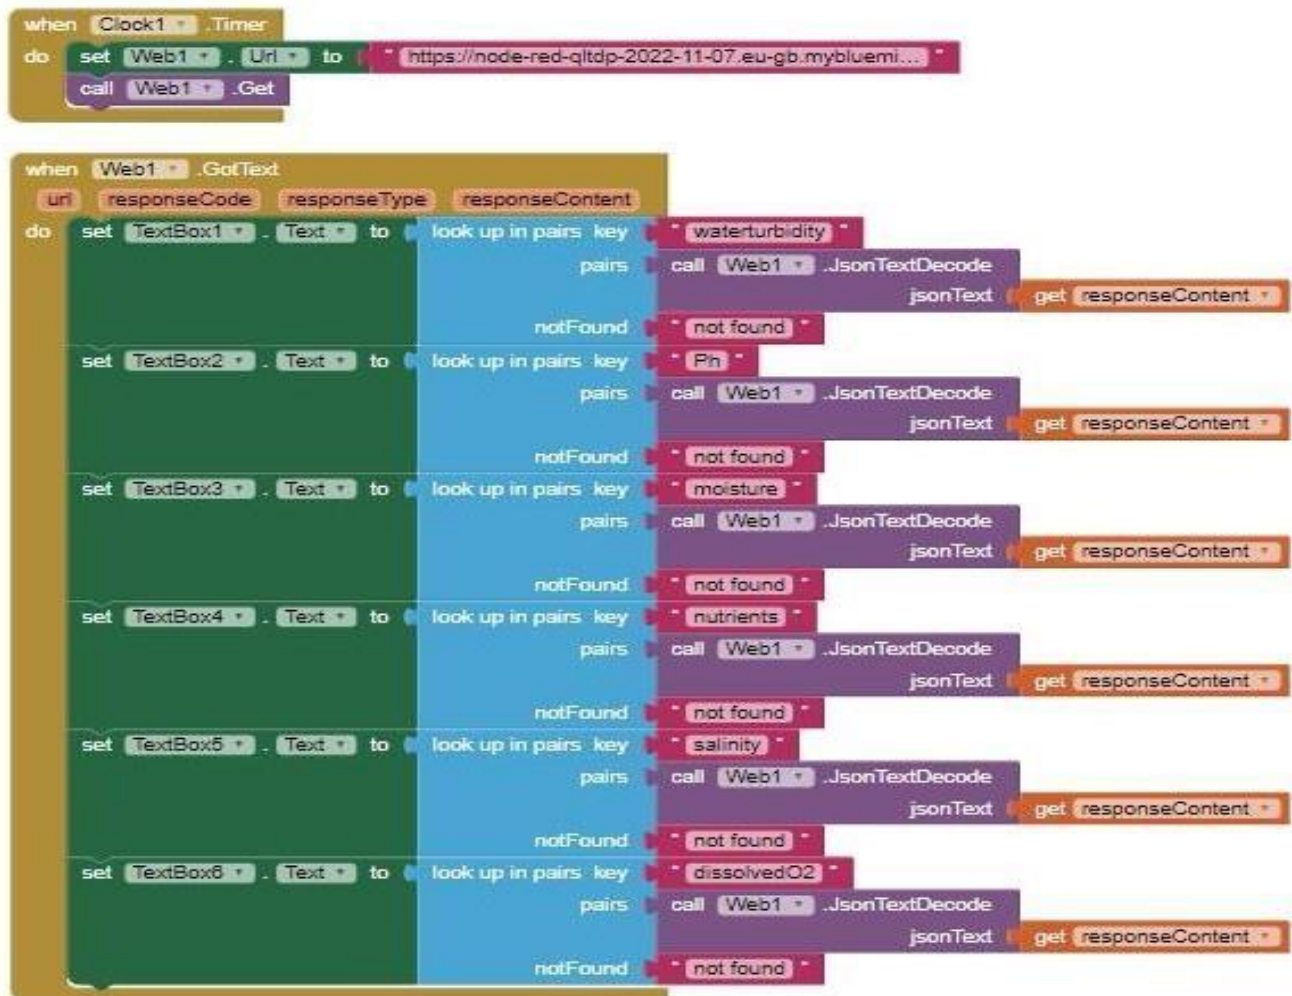 when Clock1 .Timer
do set Web1 . Url to " https://node-red-qltdp-2022-11-07.eu-gb.mybluemi... "
call Web1 .Get
when Web1 .GotText
url responseCode responseType responseContent
do set TextBox1 . Text to look up in pairs key " waterturbidity "
pairs call Web1 .JsonTextDecode
jsonText get responseContent
notFound " not found "
set TextBox2 . Text to look up in pairs key " Ph "
pairs call Web1 .JsonTextDecode
jsonText get responseContent
notFound " not found "
set TextBox3 . Text to look up in pairs key " moisture "
pairs call Web1 .JsonTextDecode
jsonText get responseContent
notFound " not found "
set TextBox4 . Text to look up in pairs key " nutrients "
pairs call Web1 .JsonTextDecode
jsonText get responseContent
notFound " not found "
set TextBox5 . Text to look up in pairs key " salinity "
pairs call Web1 .JsonTextDecode
jsonText get responseContent
notFound " not found "
set TextBox6 . Text to look up in pairs key " dissolvedO2 "
pairs call Web1 .JsonTextDecode
jsonText get responseContent
notFound " not found "